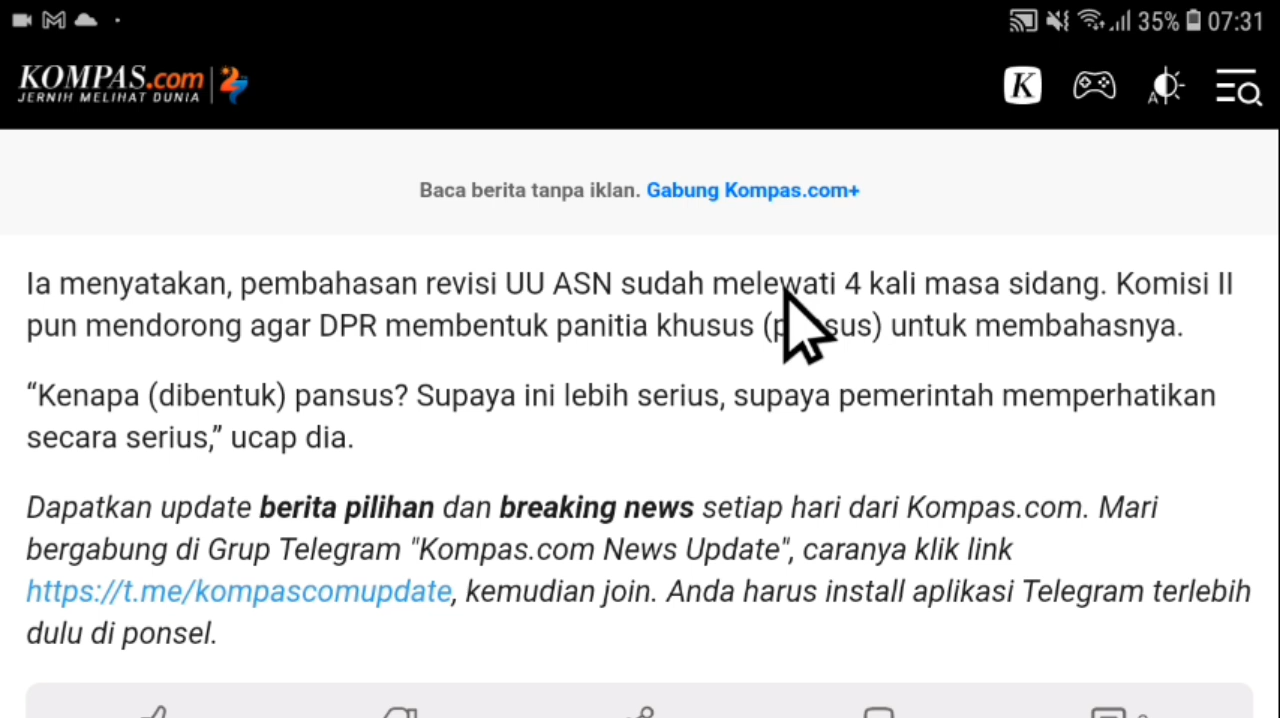 35% 07:31
KOMPAS.com
JERNIH MELIHAT DUNIA
K
A
Baca berita tanpa iklan. Gabung Kompas.com+
Ia menyatakan, pembahasan revisi UU ASN sudah melewati 4 kali masa sidang. Komisi II
pun mendorong agar DPR membentuk panitia khusus (pansus) untuk membahasnya.
“Kenapa (dibentuk) pansus? Supaya ini lebih serius, supaya pemerintah memperhatikan
secara serius,” ucap dia.
Dapatkan update berita pilihan dan breaking news setiap hari dari Kompas.com. Mari
bergabung di Grup Telegram "Kompas.com News Update", caranya klik link
https://t.me/kompascomupdate, kemudian join. Anda harus install aplikasi Telegram terlebih
dulu di ponsel.